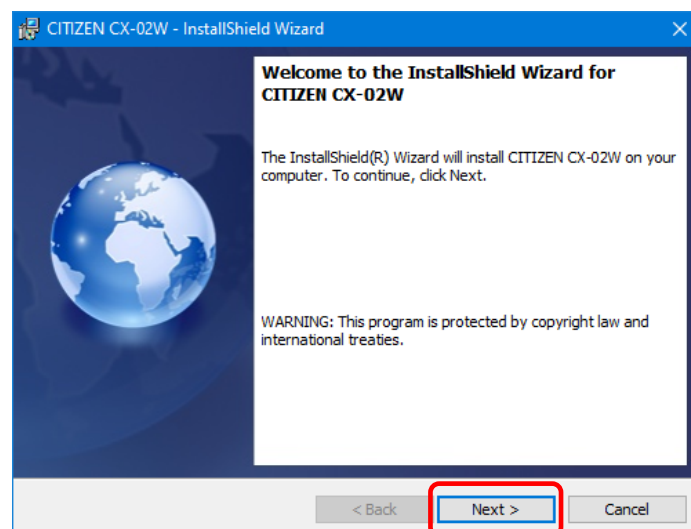 CITIZEN CX-02W - InstallShield Wizard
Welcome to the InstallShield Wizard for
CITIZEN CX-02W
The InstallShield(R) Wizard will install CITIZEN CX-02W on your
computer. To continue, click Next.
WARNING: This program is protected by copyright law and
international treaties.
< Back Next > Cancel